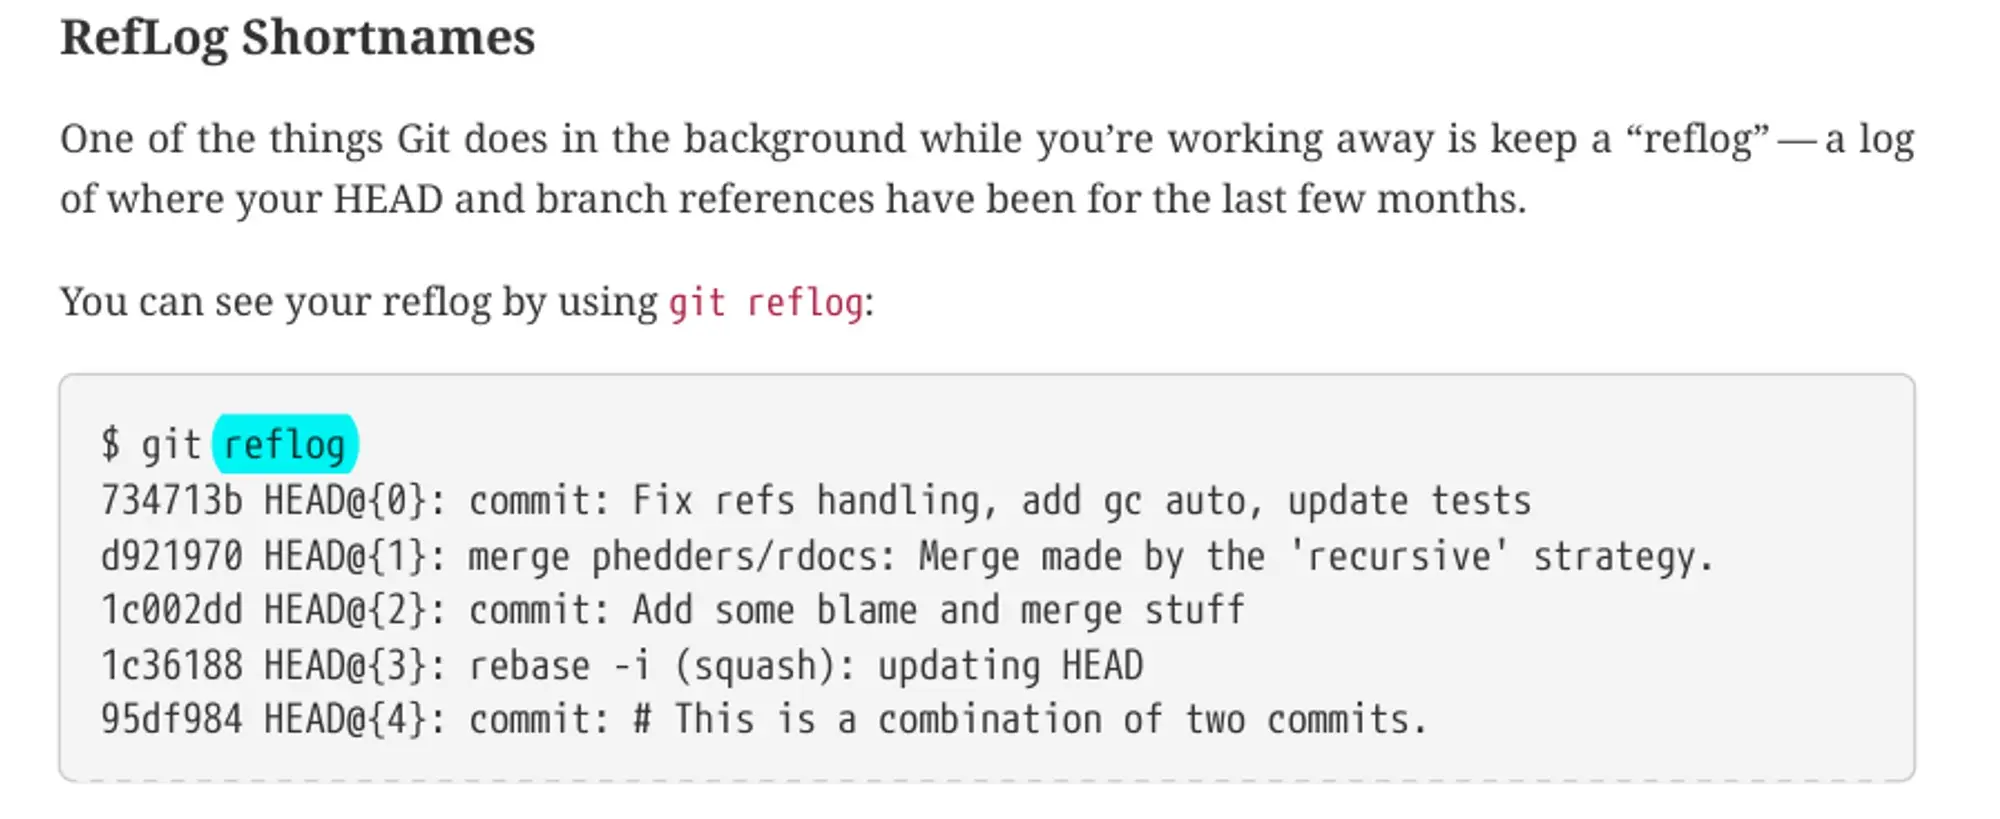 RefLog Shortnames
One of the things Git does in the background while you’re working away is keep a “reflog” — a log
of where your HEAD and branch references have been for the last few months.
You can see your reflog by using git reflog:
$ git reflog
734713b HEAD@{0}: commit: Fix refs handling, add gc auto, update tests
d921970 HEAD@{1}: merge phedders/rdocs: Merge made by the 'recursive' strategy.
1c002dd HEAD@{2}: commit: Add some blame and merge stuff
1c36188 HEAD@{3}: rebase -i (squash): updating HEAD
95df984 HEAD@{4}: commit: # This is a combination of two commits.